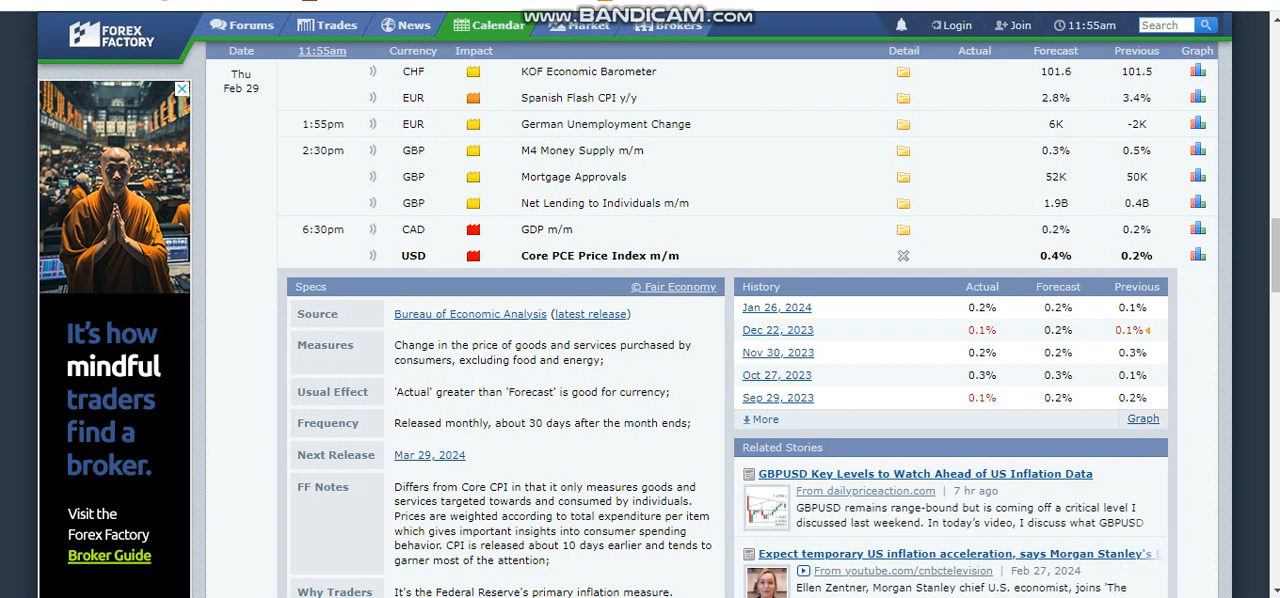 www.BANDICAM.com
FOREX
FACTORY
Forums
Trades
News
Calendar
Market
Brokers
Login
Join
11:55am
Search
Date 11:55am Currency Impact Detail Actual Forecast Previous Graph
Thu
Feb 29
CHF KOF Economic Barometer 101.6 101.5
EUR Spanish Flash CPI y/y 2.8% 3.4%
1:55pm EUR German Unemployment Change 6K -2K
2:30pm GBP M4 Money Supply m/m 0.3% 0.5%
GBP Mortgage Approvals 52K 50K
GBP Net Lending to Individuals m/m 1.9B 0.4B
6:30pm CAD GDP m/m 0.2% 0.2%
USD Core PCE Price Index m/m 0.4% 0.2%
Specs © Fair Economy
Source Bureau of Economic Analysis (latest release)
Measures Change in the price of goods and services purchased by
consumers, excluding food and energy;
Usual Effect 'Actual' greater than 'Forecast' is good for currency;
Frequency Released monthly, about 30 days after the month ends;
Next Release Mar 29, 2024
FF Notes Differs from Core CPI in that it only measures goods and
services targeted towards and consumed by individuals.
Prices are weighted according to total expenditure per item
which gives important insights into consumer spending
behavior. CPI is released about 10 days earlier and tends to
garner most of the attention;
Why Traders It's the Federal Reserve's primary inflation measure.
History Actual Forecast Previous
Jan 26, 2024 0.2% 0.2% 0.1%
Dec 22, 2023 0.1% 0.2% 0.1%
Nov 30, 2023 0.2% 0.2% 0.3%
Oct 27, 2023 0.3% 0.3% 0.1%
Sep 29, 2023 0.1% 0.2% 0.2%
More Graph
Related Stories
GBPUSD Key Levels to Watch Ahead of US Inflation Data
From dailypriceaction.com | 7 hr ago
GBPUSD remains range-bound but is coming off a critical level I
discussed last weekend. In today's video, I discuss what GBPUSD
Expect temporary US inflation acceleration, says Morgan Stanley's
From youtube.com/cnbctelevision | Feb 27, 2024
Ellen Zentner, Morgan Stanley chief U.S. economist, joins 'The
It's how
mindful
traders
find a
broker.
Visit the
Forex Factory
Broker Guide